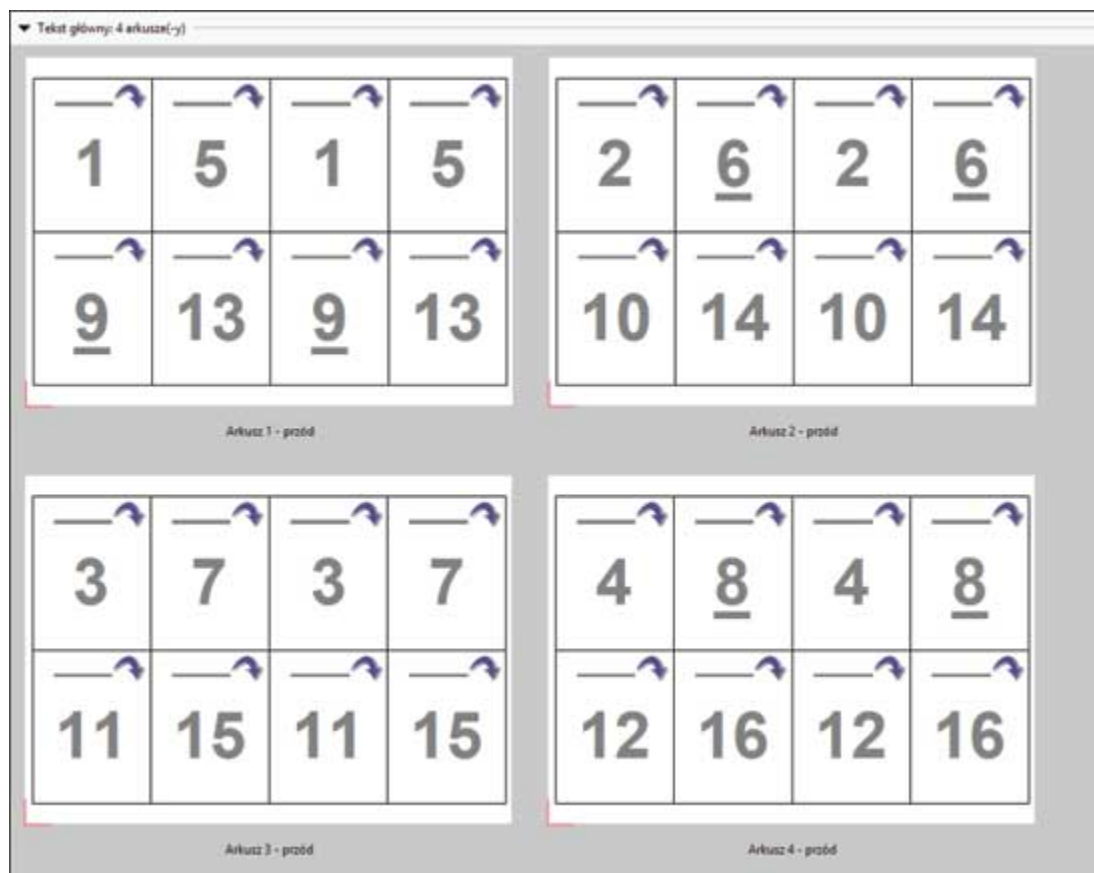 Tekst główny: 4 arkusze(-y)
1 5 1 5
9 13 9 13
Arkusz 1 - przód
2 6 2 6
10 14 10 14
Arkusz 2 - przód
3 7 3 7
11 15 11 15
Arkusz 3 - przód
4 8 4 8
12 16 12 16
Arkusz 4 - przód